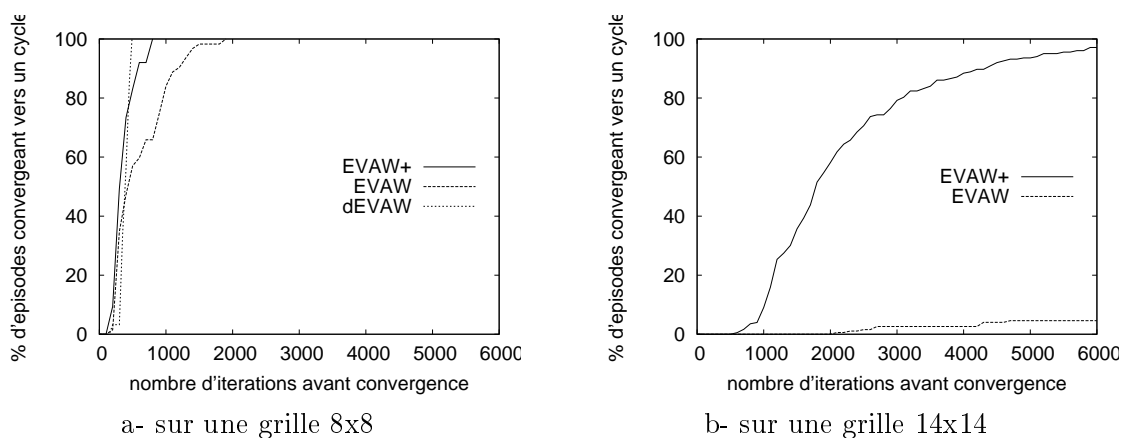 % d'episodes convergeant vers un cycle
100
80
60
40
20
0
EVAW+
EVAW
dEVAW
0 1000 2000 3000 4000 5000 6000
nombre d'iterations avant convergence
a- sur une grille 8x8
% d'episodes convergeant vers un cycle
100
80
60
40
20
0
EVAW+
EVAW
0 1000 2000 3000 4000 5000 6000
nombre d'iterations avant convergence
b- sur une grille 14x14